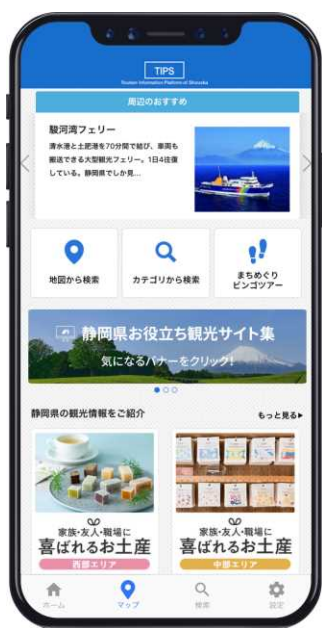 TIPS
Tourism Information Platform of Shizuoka
周辺のおすすめ
駿河湾フェリー
清水港と土肥港を70分間で結び、車両も
搬送できる大型観光フェリー。1日4往復
している。静岡県でしか見...
地図から検索
カテゴリから検索
まちめぐり
ビンゴツアー
静岡県お役立ち観光サイト集
気になるバナーをクリック!
静岡県の観光情報をご紹介
もっと見る▶
家族・友人・職場に
喜ばれるお土産
西部エリア
家族・友人・職場に
喜ばれるお土産
中部エリア
ホーム
マップ
検索
設定